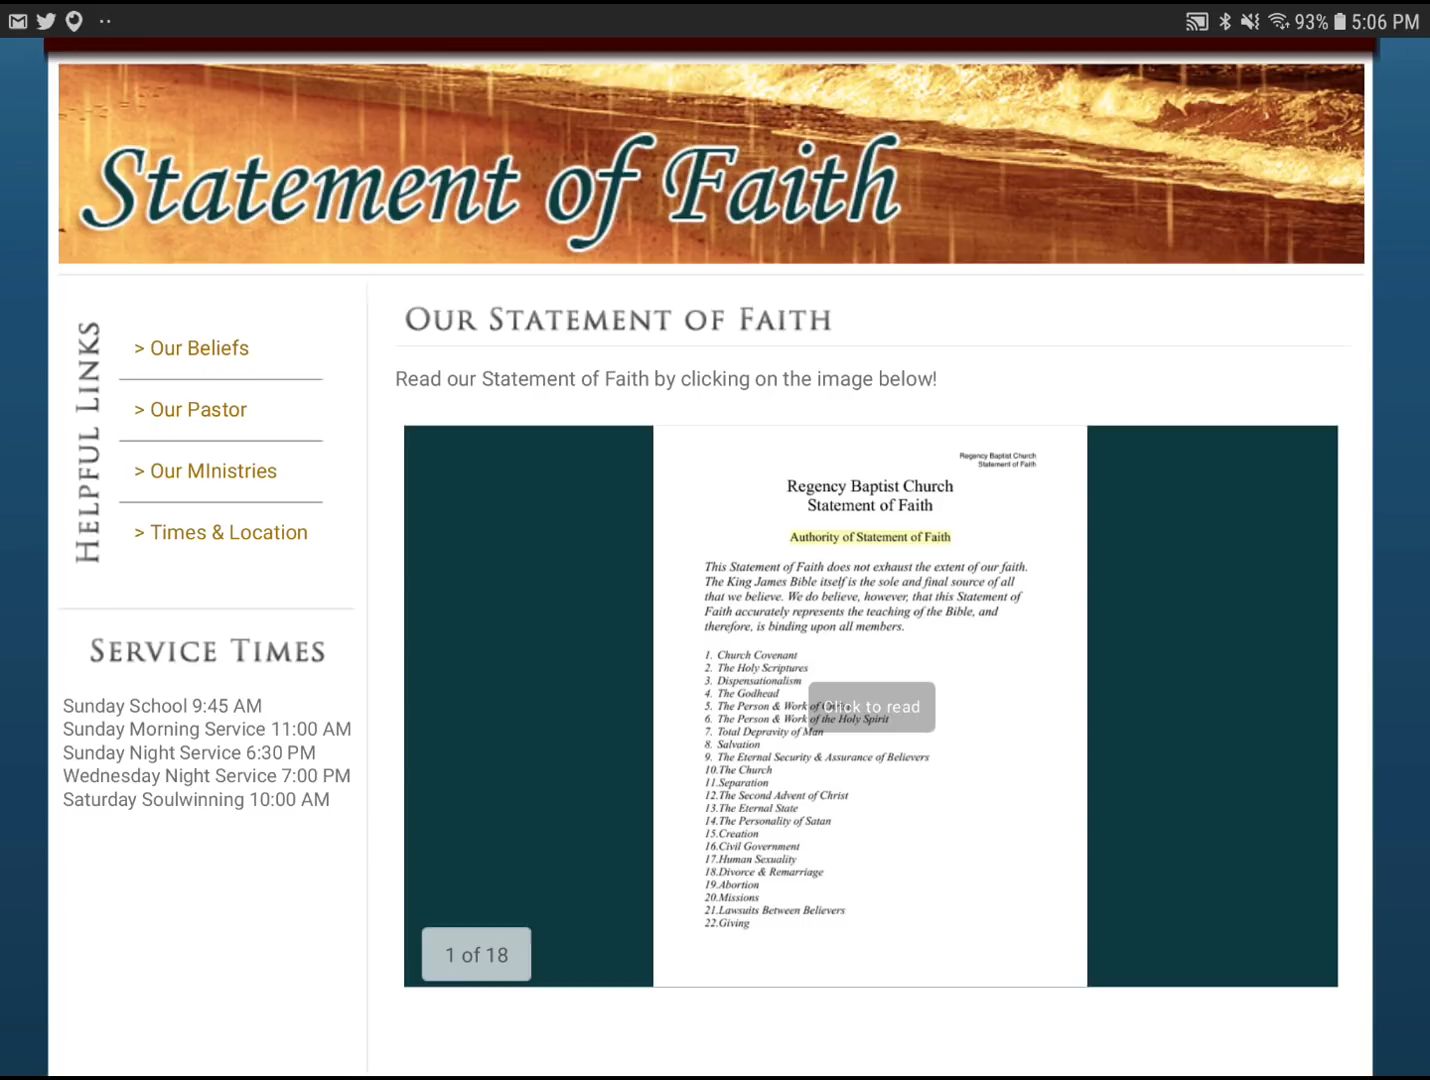 93% 5:06 PM
Statement of Faith
HELPFUL LINKS
> Our Beliefs
> Our Pastor
> Our MInistries
> Times & Location
SERVICE TIMES
Sunday School 9:45 AM
Sunday Morning Service 11:00 AM
Sunday Night Service 6:30 PM
Wednesday Night Service 7:00 PM
Saturday Soulwinning 10:00 AM
OUR STATEMENT OF FAITH
Read our Statement of Faith by clicking on the image below!
Regency Baptist Church
Statement of Faith
Regency Baptist Church
Statement of Faith
Authority of Statement of Faith
This Statement of Faith does not exhaust the extent of our faith.
The King James Bible itself is the sole and final source of all
that we believe. We do believe, however, that this Statement of
Faith accurately represents the teaching of the Bible, and
therefore, is binding upon all members.
1. Church Covenant
2. The Holy Scriptures
3. Dispensationalism
4. The Godhead
5. The Person & Work of
6. The Person & Work of the Holy Spirit
7. Total Depravity of Man
8. Salvation
9. The Eternal Security & Assurance of Believers
10.The Church
11.Separation
12.The Second Advent of Christ
13.The Eternal State
14.The Personality of Satan
15.Creation
16.Civil Government
17.Human Sexuality
18.Divorce & Remarriage
19.Abortion
20.Missions
21.Lawsuits Between Believers
22.Giving
Click to read
1 of 18